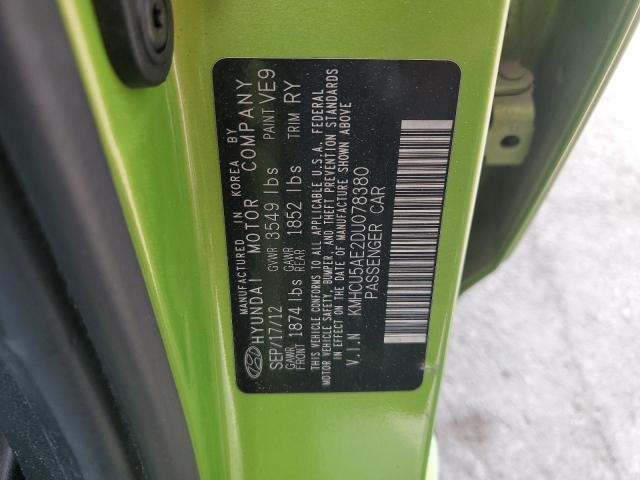 MANUFACTURED IN KOREA BY
HYUNDAI MOTOR COMPANY
SEP/17/12 GVWR 3549 lbs PAINT VE9
GAWR FRONT 1874 lbs GAWR REAR 1852 lbs TRIM RY
THIS VEHICLE CONFORMS TO ALL APPLICABLE U.S.A. FEDERAL
MOTOR VEHICLE SAFETY, BUMPER, AND THEFT PREVENTION STANDARDS
IN EFFECT ON THE DATE OF MANUFACTURE SHOWN ABOVE
V.I.N KMHCU5AE2DU078380
PASSENGER CAR